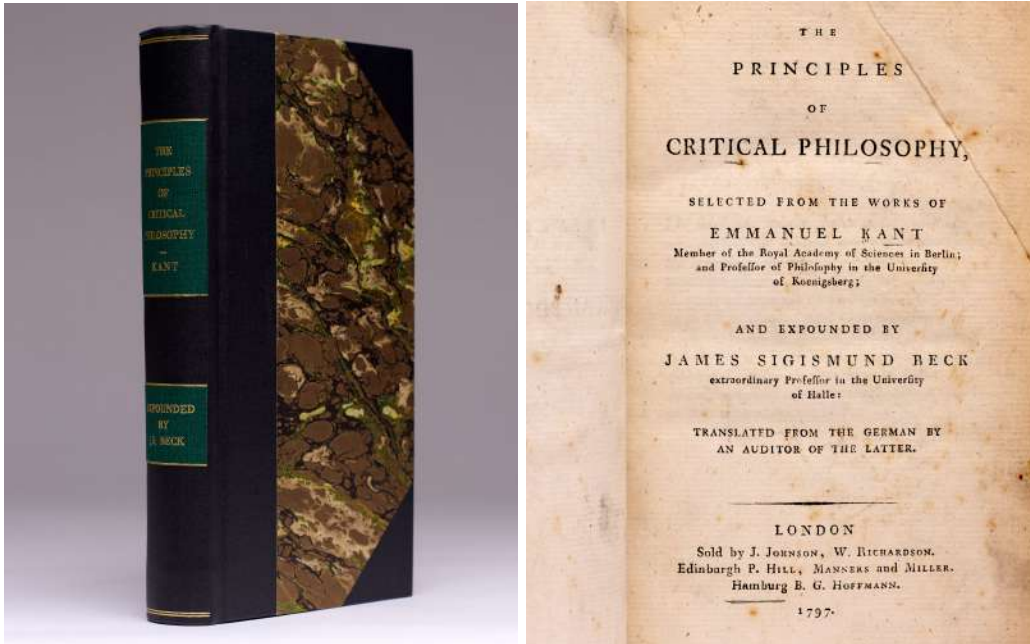 THE
PRINCIPLES
OF
CRITICAL
PHILOSOPHY
KANT
EXPOUNDED
BY
J.S. BECK
THE
PRINCIPLES
OF
CRITICAL PHILOSOPHY,
SELECTED FROM THE WORKS OF
EMMANUEL KANT
Member of the Royal Academy of Sciences in Berlin;
and Profeſſor of Philoſophy in the Univerſity
of Koenigsberg;
AND EXPOUNDED BY
JAMES SIGISMUND BECK
extraordinary Profeſſor in the Univerſity
of Halle:
TRANSLATED FROM THE GERMAN BY
AN AUDITOR OF THE LATTER.
LONDON
Sold by J. JOHNSON, W. RICHARDSON.
Edinburgh P. HILL, MANNERS and MILLER.
Hamburg B. G. HOFFMANN.
1797.